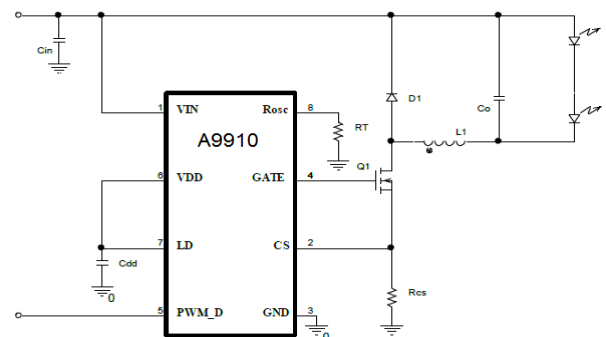 Cin
D1
Co
L1
1 VIN Rosc 8
RT
A9910
Q1
6 VDD GATE 4
7 LD CS 2
Cdd
0
Rcs
5 PWM_D GND 3
0